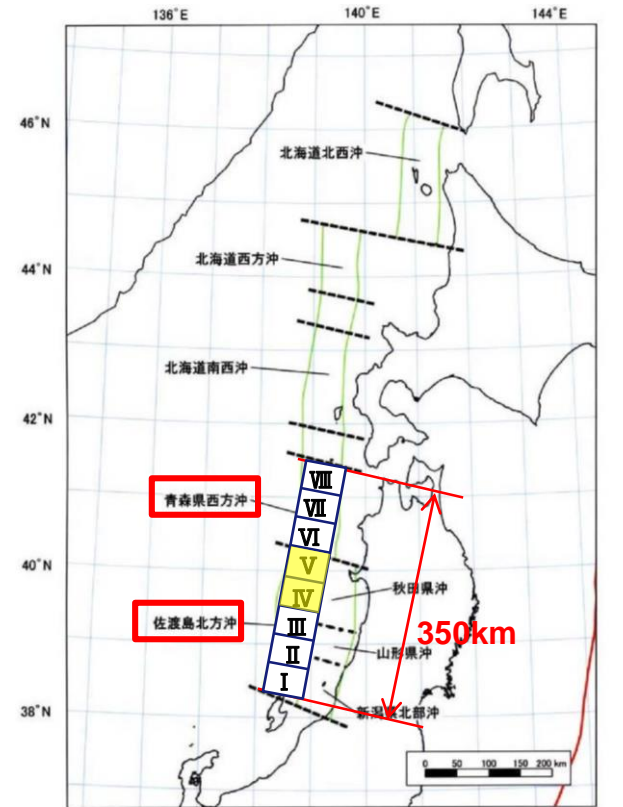 136°E
140°E
144°E
46°N
北海道北西沖
北海道西方沖
44°N
北海道南西沖
42°N
青森県西方沖
Ⅷ
Ⅶ
Ⅵ
40°N
Ⅴ
Ⅳ
秋田県沖
佐渡島北方沖
Ⅲ
350km
Ⅱ
山形県沖
Ⅰ
新潟県北部沖
38°N
0 50 100 150 200 km